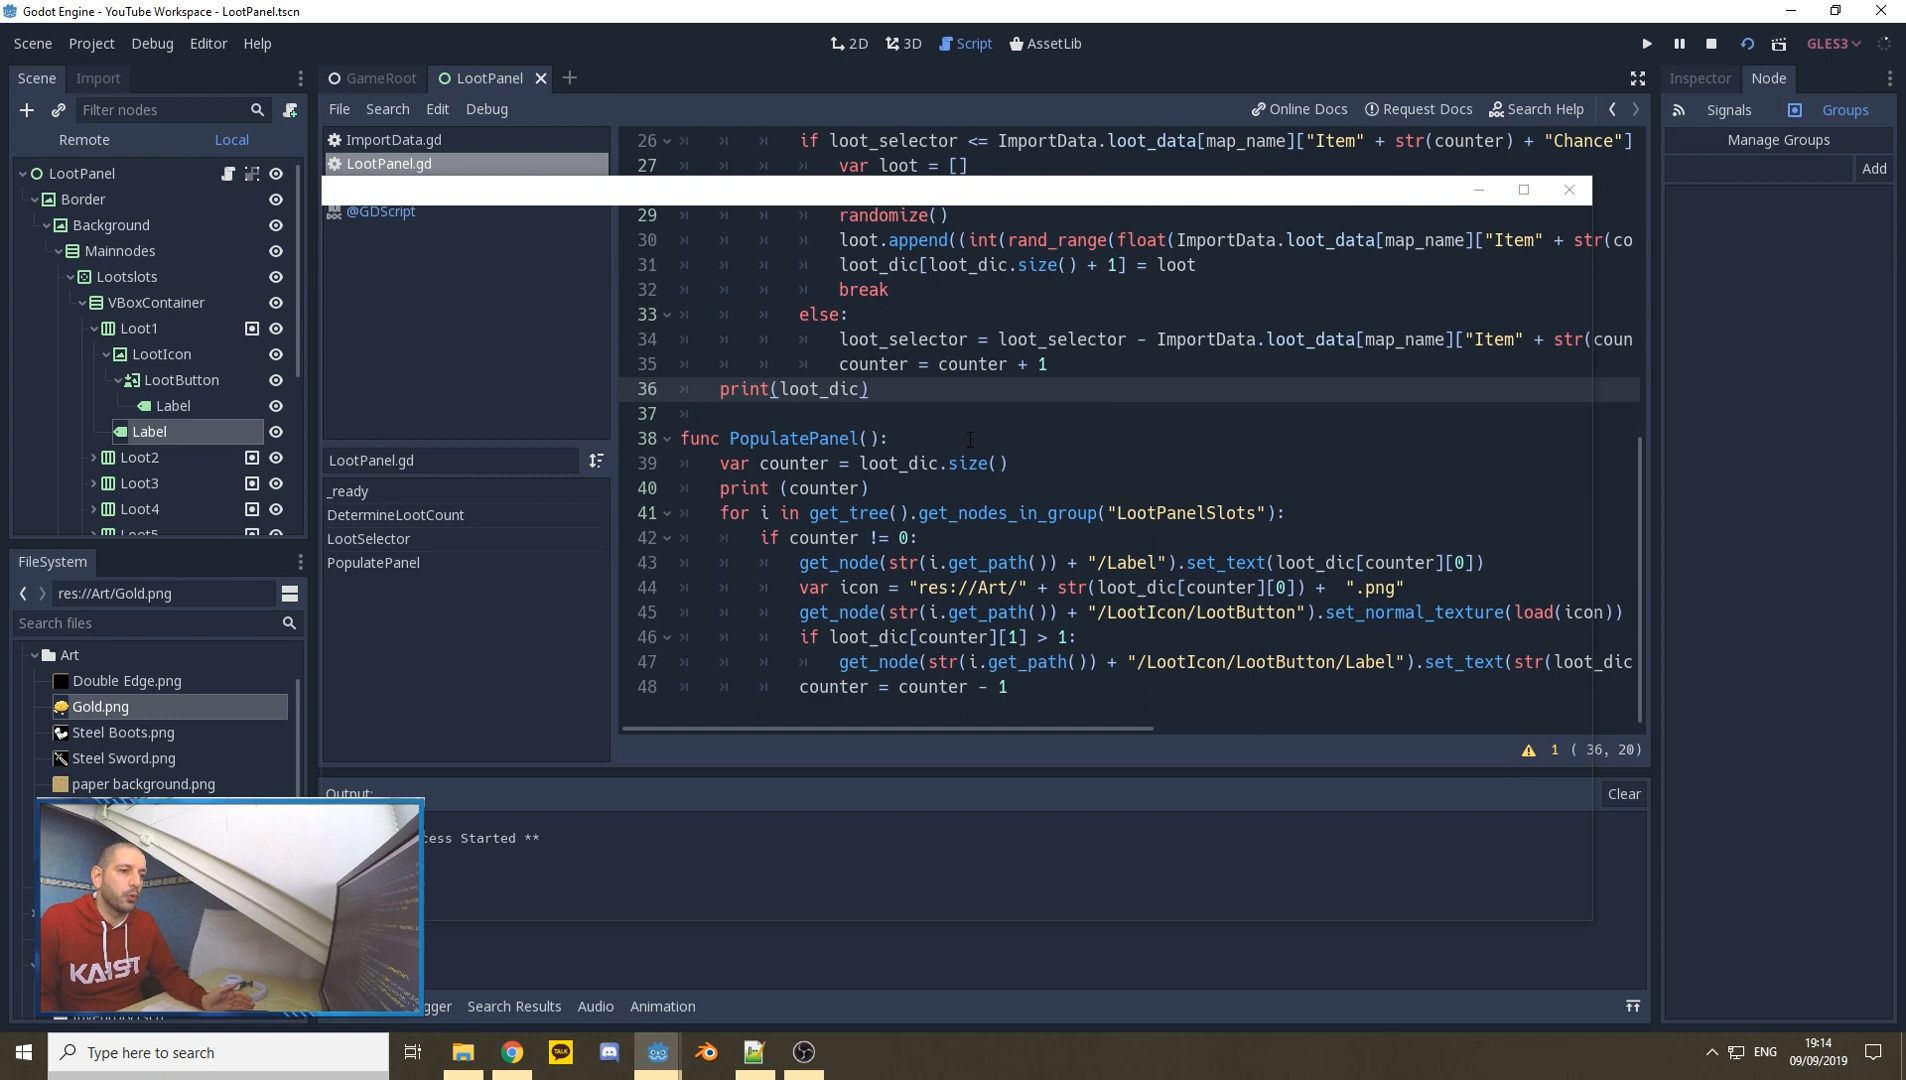 Godot Engine - YouTube Workspace - LootPanel.tscn
Scene Project Debug Editor Help
2D 3D Script AssetLib
GLES3
Scene Import
GameRoot LootPanel
Inspector Node
Filter nodes
File Search Edit Debug
Online Docs Request Docs Search Help
Signals Groups
Remote Local
Manage Groups
Add
LootPanel
Border
Background
Mainnodes
Lootslots
VBoxContainer
Loot1
LootIcon
LootButton
Label
Label
Loot2
Loot3
Loot4
Loot5
ImportData.gd
LootPanel.gd
@GDScript
LootPanel.gd
_ready
DetermineLootCount
LootSelector
PopulatePanel
26 if loot_selector <= ImportData.loot_data[map_name]["Item" + str(counter) + "Chance"]
27 var loot = []
29 randomize()
30 loot.append((int(rand_range(float(ImportData.loot_data[map_name]["Item" + str(co
31 loot_dic[loot_dic.size() + 1] = loot
32 break
33 else:
34 loot_selector = loot_selector - ImportData.loot_data[map_name]["Item" + str(coun
35 counter = counter + 1
36 print(loot_dic)
37
38 func PopulatePanel():
39 var counter = loot_dic.size()
40 print (counter)
41 for i in get_tree().get_nodes_in_group("LootPanelSlots"):
42 if counter != 0:
43 get_node(str(i.get_path()) + "/Label").set_text(loot_dic[counter][0])
44 var icon = "res://Art/" + str(loot_dic[counter][0]) +  ".png"
45 get_node(str(i.get_path()) + "/LootIcon/LootButton").set_normal_texture(load(icon))
46 if loot_dic[counter][1] > 1:
47 get_node(str(i.get_path()) + "/LootIcon/LootButton/Label").set_text(str(loot_dic
48 counter = counter - 1
1 ( 36, 20)
FileSystem
res://Art/Gold.png
Search files
Art
Double Edge.png
Gold.png
Steel Boots.png
Steel Sword.png
paper background.png
Output:
Clear
cess Started **
KAIST
gger Search Results Audio Animation
Type here to search
TALK
ENG
19:14
09/09/2019